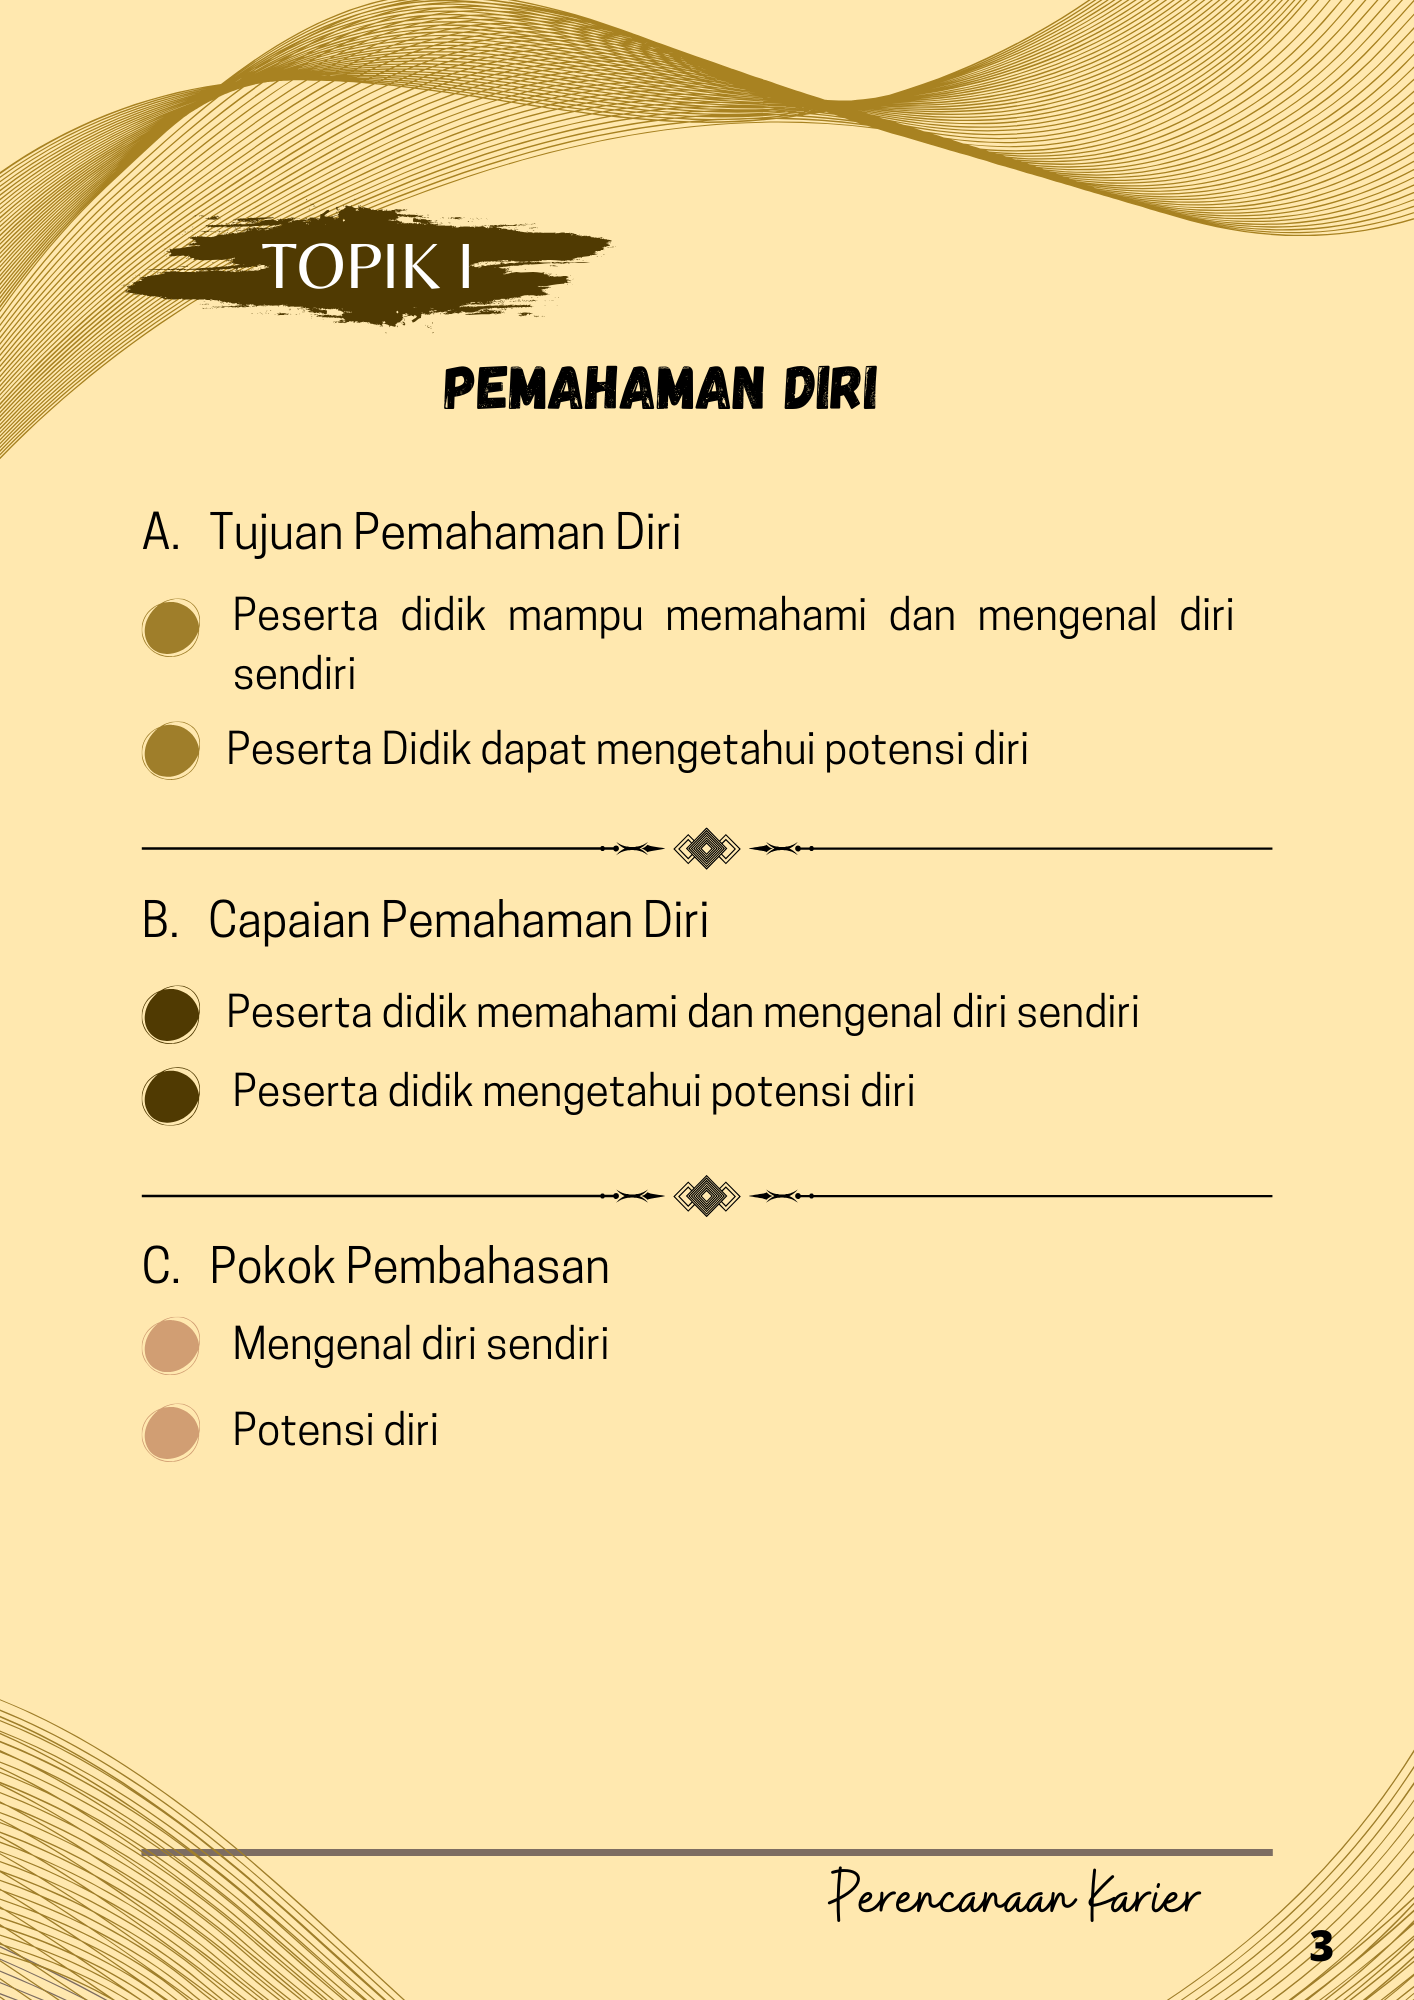 TOPIK I
PEMAHAMAN DIRI
A. Tujuan Pemahaman Diri
Peserta didik mampu memahami dan mengenal diri
sendiri
Peserta Didik dapat mengetahui potensi diri
B. Capaian Pemahaman Diri
Peserta didik memahami dan mengenal diri sendiri
Peserta didik mengetahui potensi diri
C. Pokok Pembahasan
Mengenal diri sendiri
Potensi diri
Perencanaan Karier
3